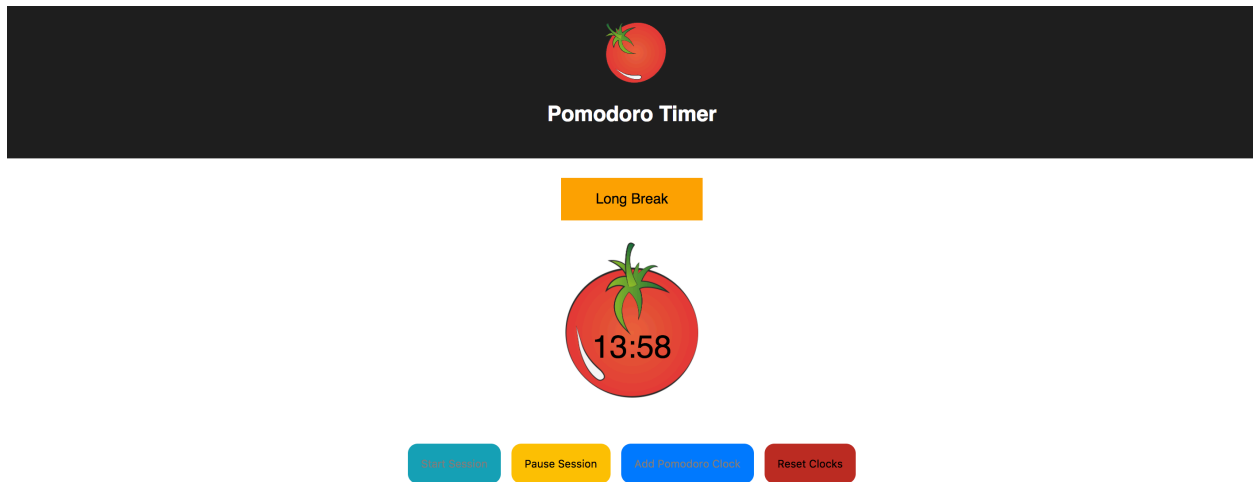 Pomodoro Timer
Long Break
13:58
Start Session
Pause Session
Add Pomodoro Clock
Reset Clocks